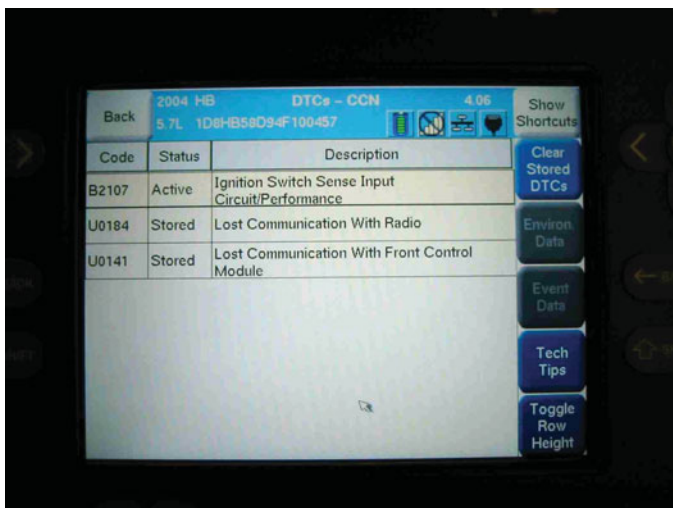 Back
2004 HB DTCs - CCN 4.06
5.7L 1D8HB58D94F100457
Show
Shortcuts
Code Status Description
B2107 Active Ignition Switch Sense Input
Circuit/Performance
U0184 Stored Lost Communication With Radio
U0141 Stored Lost Communication With Front Control
Module
Clear
Stored
DTCs
Environ.
Data
Event
Data
Tech
Tips
Toggle
Row
Height